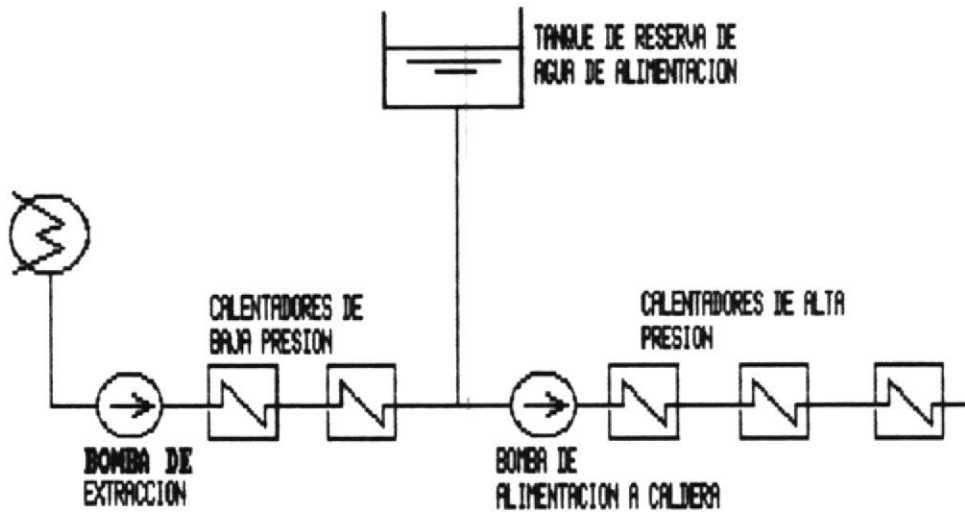 TANQUE DE RESERVA DE
AGUA DE ALIMENTACION
CALENTADORES DE
BAJA PRESION
CALENTADORES DE ALTA
PRESION
BOMBA DE
EXTRACCION
BOMBA DE
ALIMENTACION A CALDERA